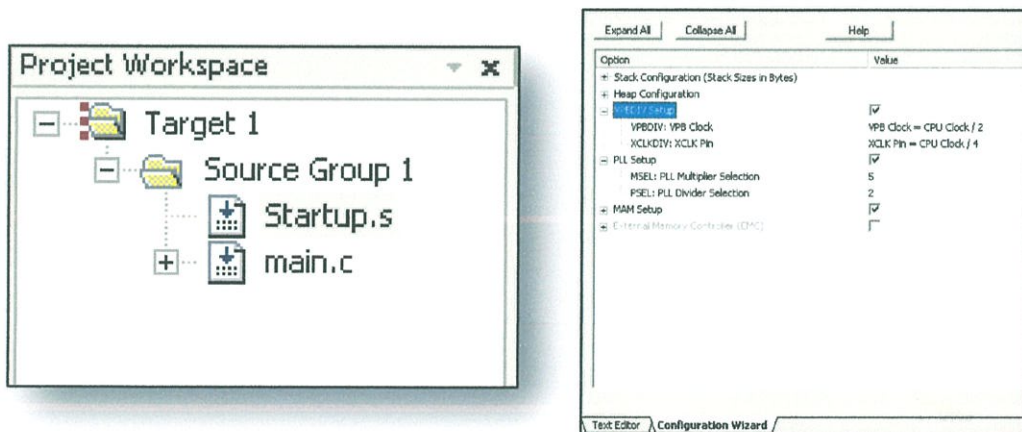 Project Workspace
Target 1
Source Group 1
Startup.s
main.c
Expand All Collapse All Help
Option Value
Stack Configuration (Stack Sizes in Bytes)
Heap Configuration
VPBDIV Setup
VPBDIV: VPB Clock VPB Clock = CPU Clock / 2
XCLKDIV: XCLK Pin XCLK Pin = CPU Clock / 4
PLL Setup
MSEL: PLL Multiplier Selection 5
PSEL: PLL Divider Selection 2
MAM Setup
External Memory Controller (EMC)
Text Editor Configuration Wizard